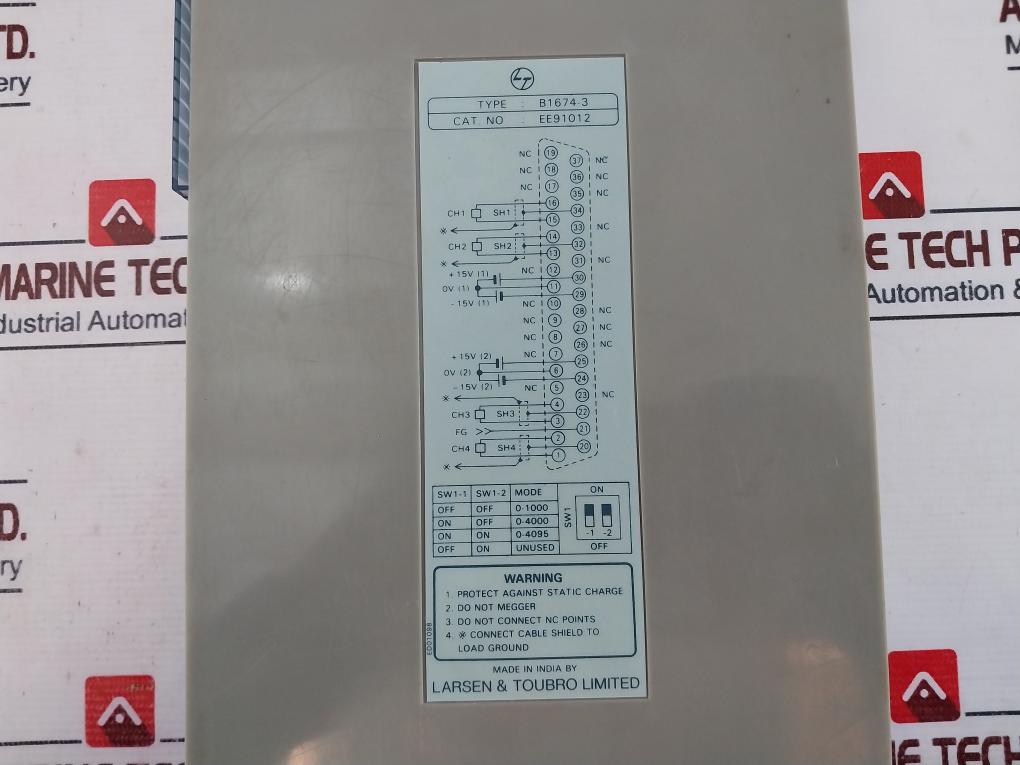 TD.
ery
MARINE TEC
dustrial Automat
D.
ry
A
M
E TECH P
Automation &
NE TEC
LT
TYPE : B1674-3
CAT. NO : EE91012
NC 19 37 NC
NC 18 36 NC
NC 17 35 NC
CH1 SH1 16 34
15 33 NC
※
CH2 SH2 14 32
13 31 NC
※
+15V (1) NC 12 30
0V (1) 11 29
-15V (1) NC 10 28 NC
NC 9 27 NC
NC 8 26 NC
+15V (2) NC 7 25
0V (2) 6 24
-15V (2) NC 5 23 NC
※
CH3 SH3 4 22
3
FG >> 21
CH4 SH4 2 20
1
※
SW1-1 SW1-2 MODE
OFF OFF 0-1000
ON OFF 0-4000
ON ON 0-4095
OFF ON UNUSED
ON
SW1
-1 -2
OFF
WARNING
1. PROTECT AGAINST STATIC CHARGE
2. DO NOT MEGGER
3. DO NOT CONNECT NC POINTS
4. ※ CONNECT CABLE SHIELD TO
LOAD GROUND
ED01098
MADE IN INDIA BY
LARSEN & TOUBRO LIMITED